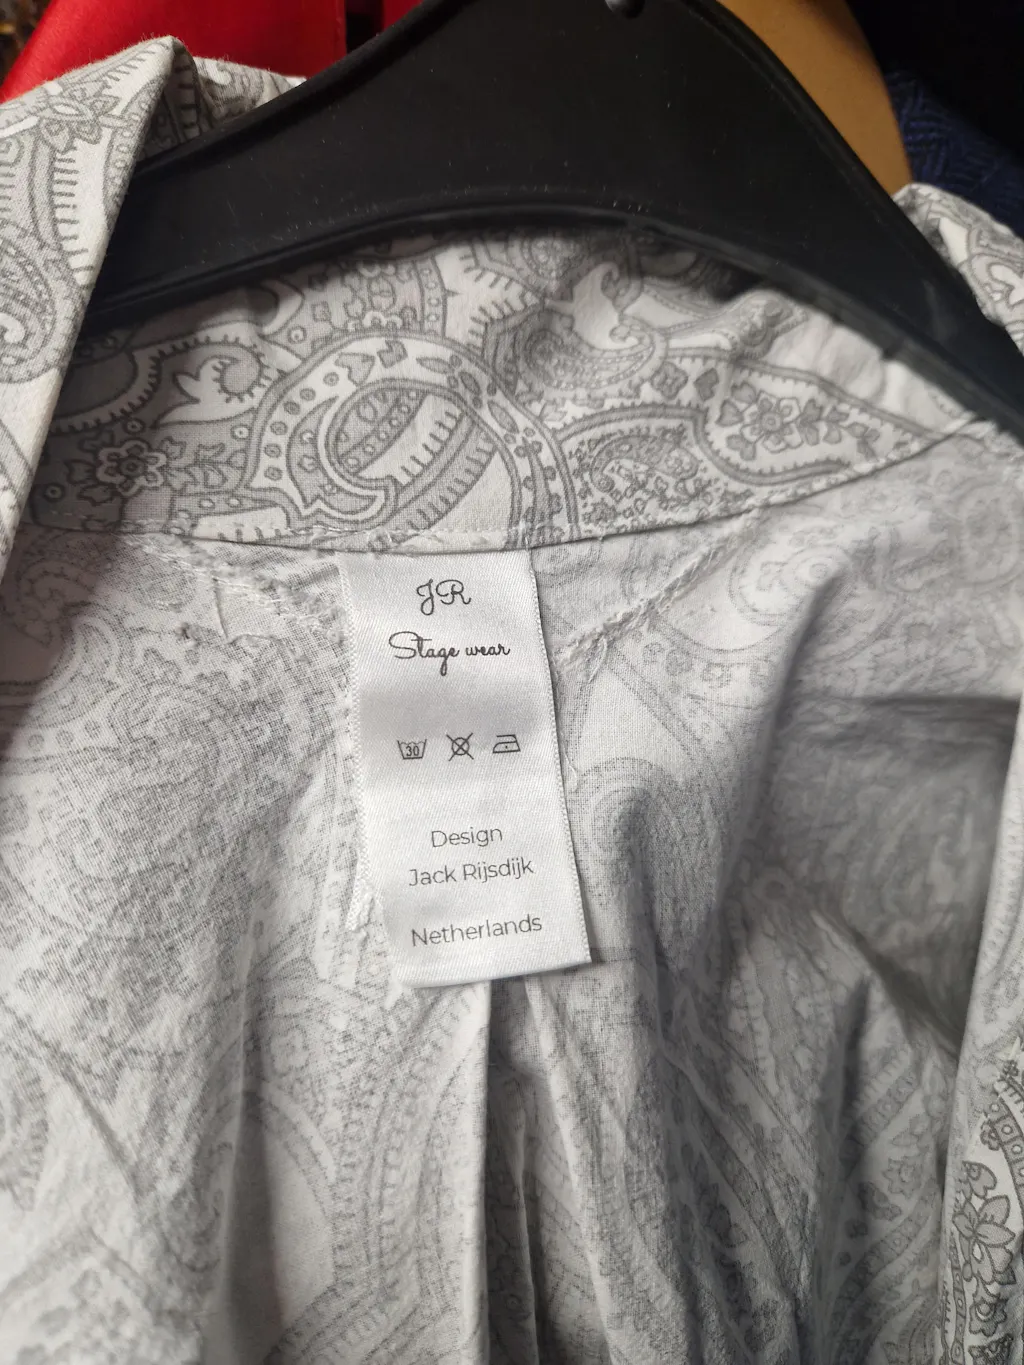 JR
Stage wear
30
Design
Jack Rijsdijk
Netherlands